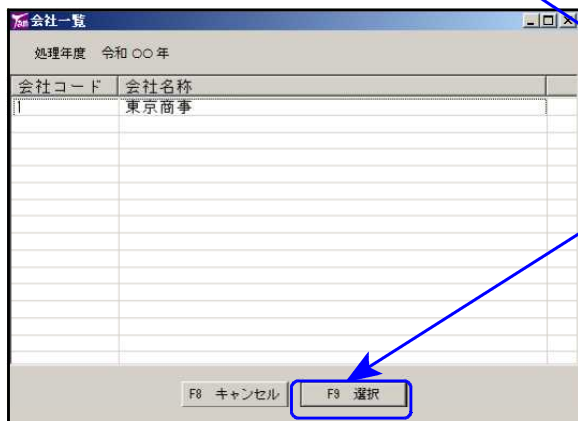 会社一覧
処理年度 令和 〇〇 年
会社コード 会社名称
1 東京商事
F8 キャンセル F9 選択